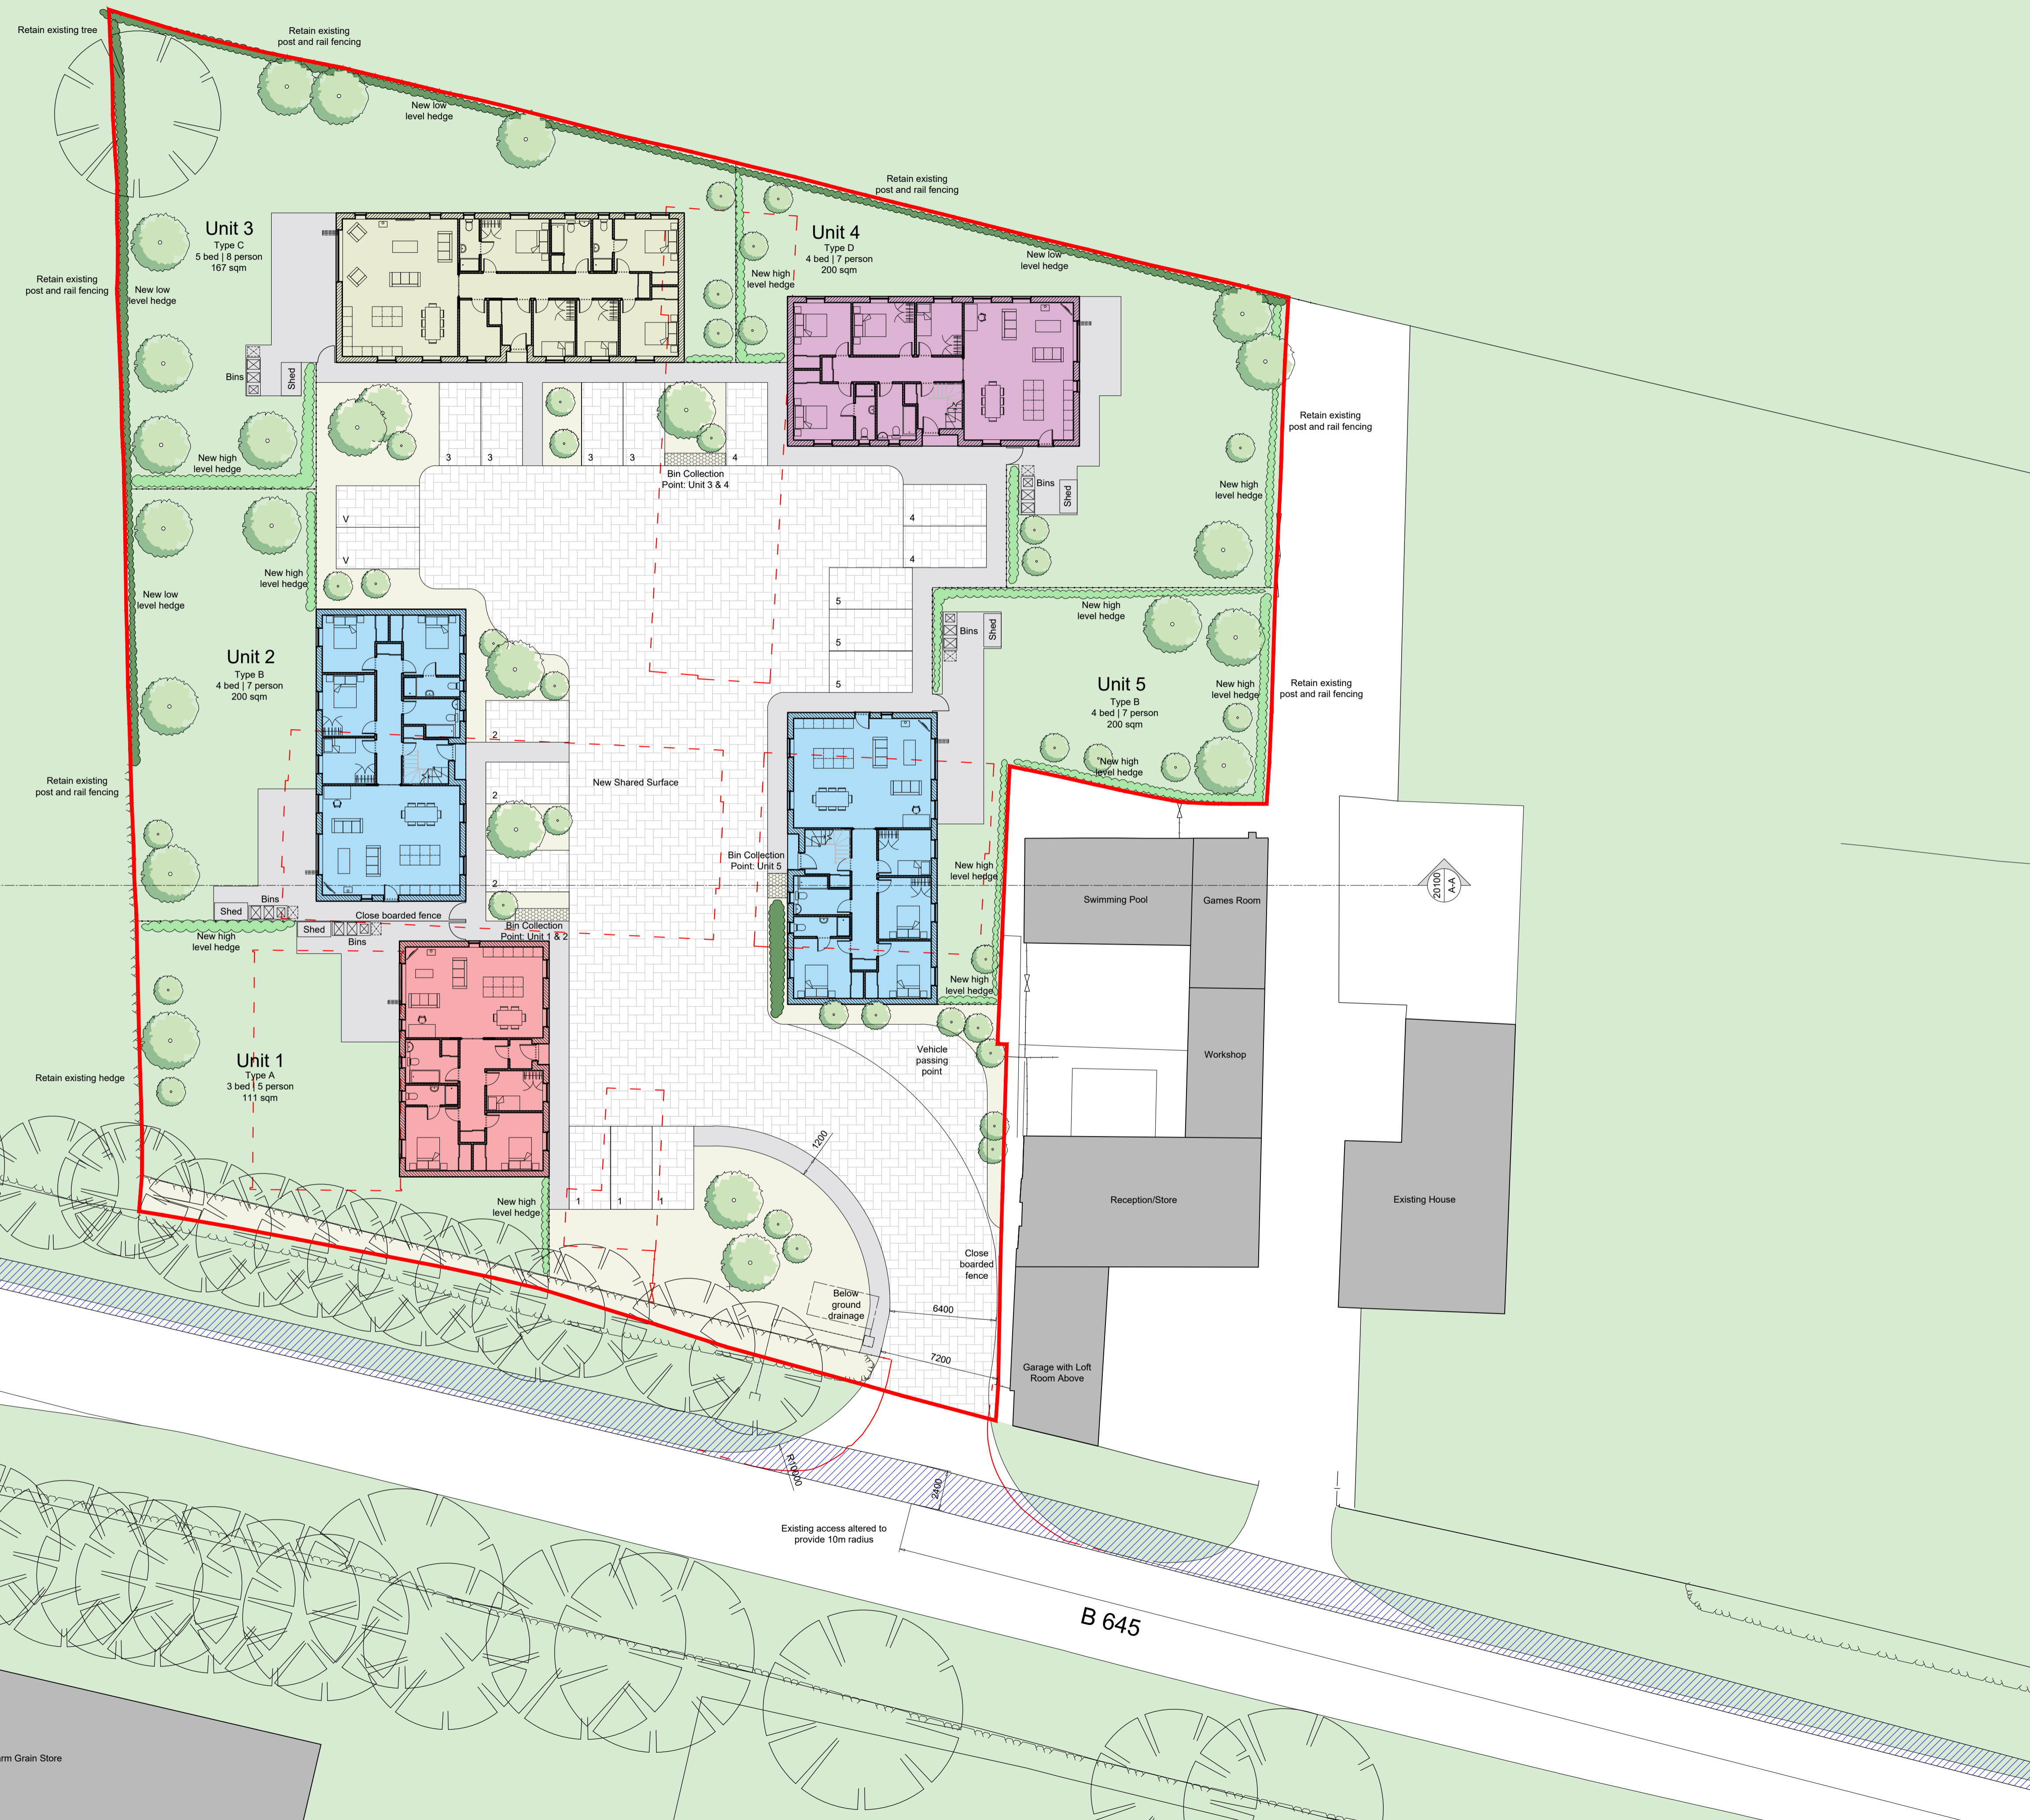 Retain existing tree
Retain existing
post and rail fencing
New low
level hedge
Retain existing
post and rail fencing
Unit 3
Type C
5 bed | 8 person
167 sqm
Unit 4
Type D
4 bed | 7 person
200 sqm
New low
level hedge
New high
level hedge
Retain existing
post and rail fencing
New low
level hedge
Bins
Shed
Retain existing
post and rail fencing
New high
level hedge
3
3
3
3
4
Bin Collection
Point: Unit 3 & 4
Bins
Shed
New high
level hedge
V
V
4
4
New high
level hedge
New low
level hedge
5
5
5
New high
level hedge
Bins
Shed
Unit 2
Type B
4 bed | 7 person
200 sqm
Unit 5
Type B
4 bed | 7 person
200 sqm
New high
level hedge
Retain existing
post and rail fencing
2
2
2
New Shared Surface
New high
level hedge
Retain existing
post and rail fencing
Bin Collection
Point: Unit 5
New high
level hedge
Swimming Pool
Games Room
20100
A-A
Shed
Bins
Close boarded fence
Shed
Bins
Bin Collection
Point: Unit 1 & 2
New high
level hedge
New high
level hedge
Vehicle
passing
point
Workshop
Unit 1
Type A
3 bed | 5 person
111 sqm
Retain existing hedge
1200
New high
level hedge
1
1
1
Reception/Store
Existing House
Close
boarded
fence
Below
ground
drainage
6400
7200
Garage with Loft
Room Above
R10000
2400
Existing access altered to
provide 10m radius
B 645
Grain Store